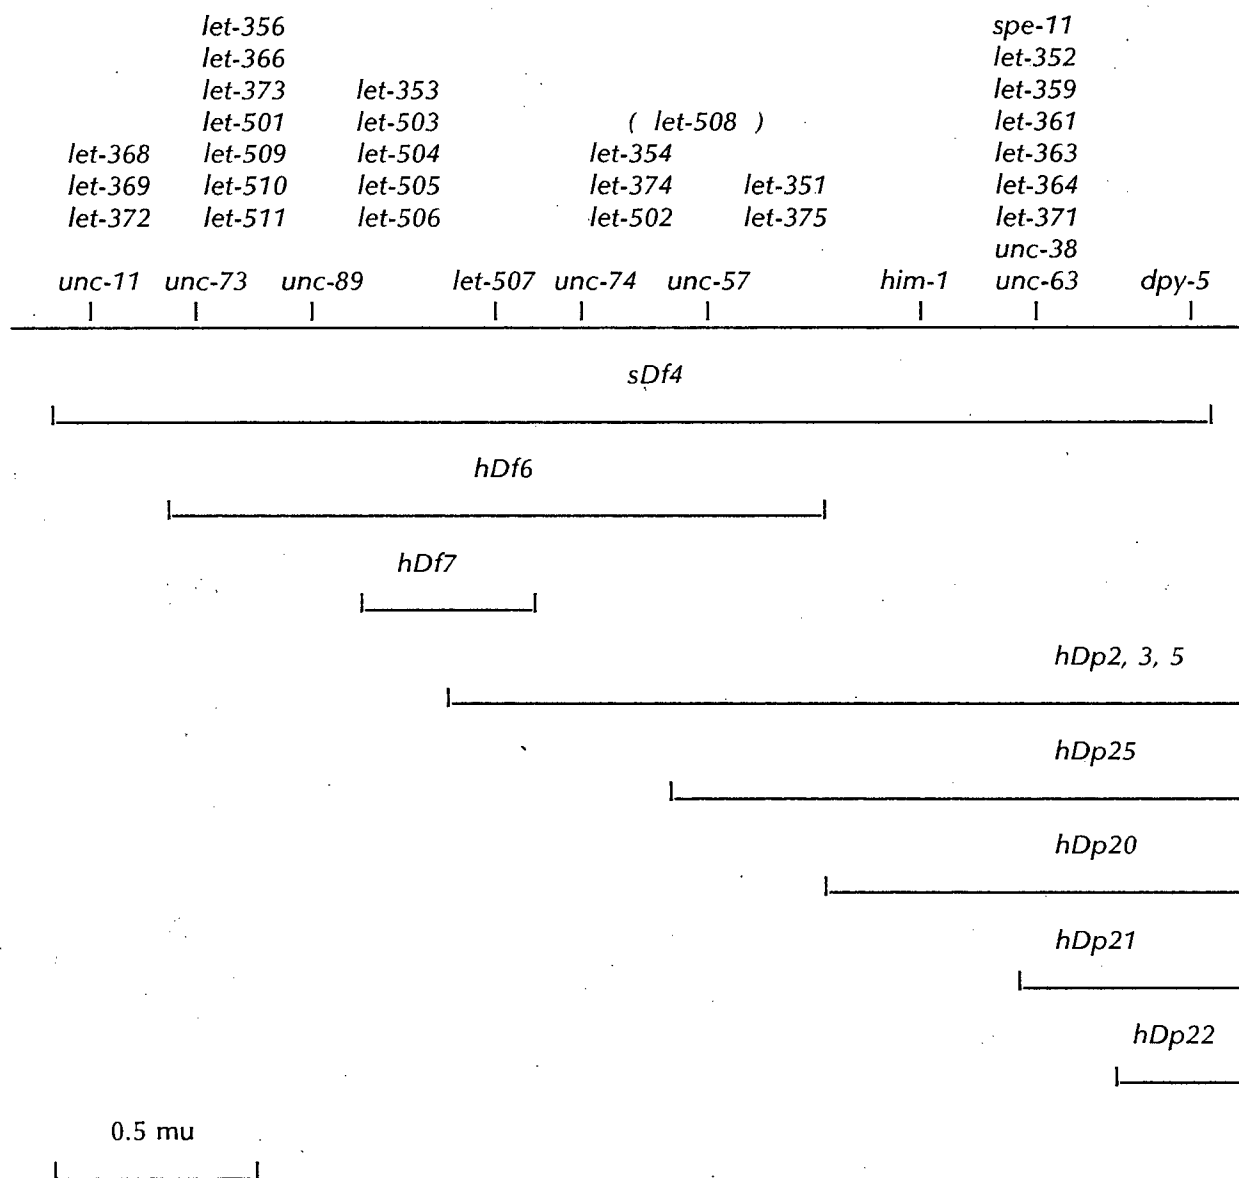 let-356 spe-11
let-366 let-352
let-373 let-353 let-359
let-501 let-503 ( let-508 ) let-361
let-368 let-509 let-504 let-354 let-363
let-369 let-510 let-505 let-374 let-351 let-364
let-372 let-511 let-506 let-502 let-375 let-371
unc-38
unc-11 unc-73 unc-89 let-507 unc-74 unc-57 him-1 unc-63 dpy-5
sDf4
hDf6
hDf7
hDp2, 3, 5
hDp25
hDp20
hDp21
hDp22
0.5 mu